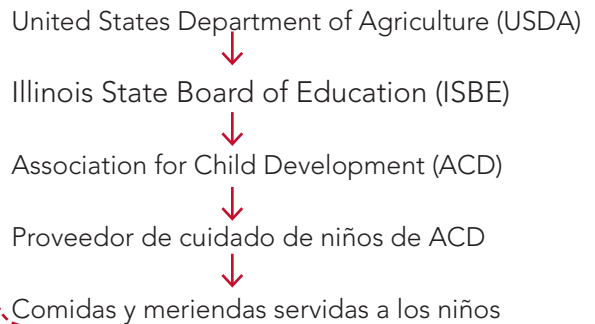 United States Department of Agriculture (USDA)
Illinois State Board of Education (ISBE)
Association for Child Development (ACD)
Proveedor de cuidado de niños de ACD
Comidas y meriendas servidas a los niños